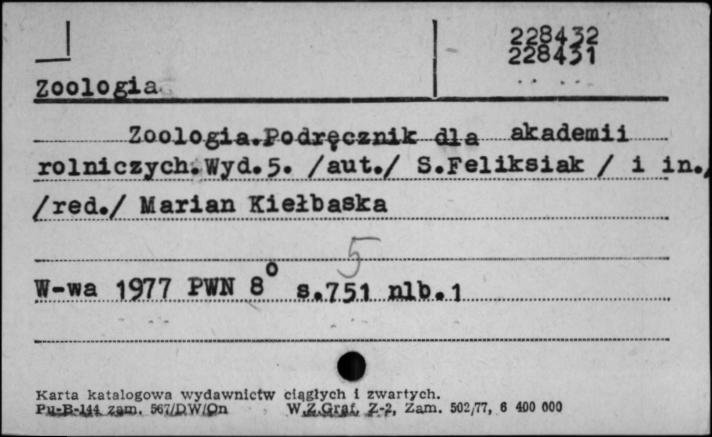 228432
228431
Zoologia
Zoologia.Podręcznik dla akademii
rolniczych.Wyd.5. /aut./ S.Feliksiak / i in./
/red./ Marian Kiełbaska
5
W-wa 1977 PWN 8° s.751 nlb.1
Karta katalogowa wydawnictw ciągłych i zwartych.
Pu-B-144 zam. 567/DW/On W.Z.Graf. Z-2, Zam. 502/77, 6 400 000